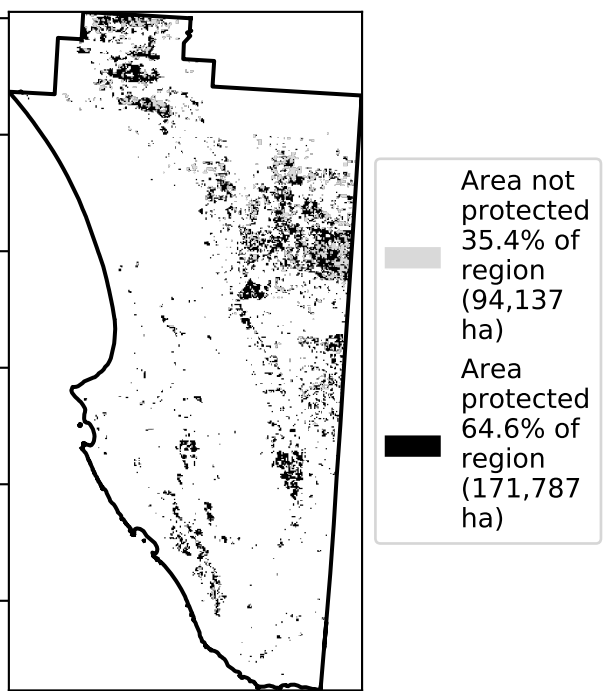 Area not
protected
35.4% of
region
(94,137
ha)
Area
protected
64.6% of
region
(171,787
ha)